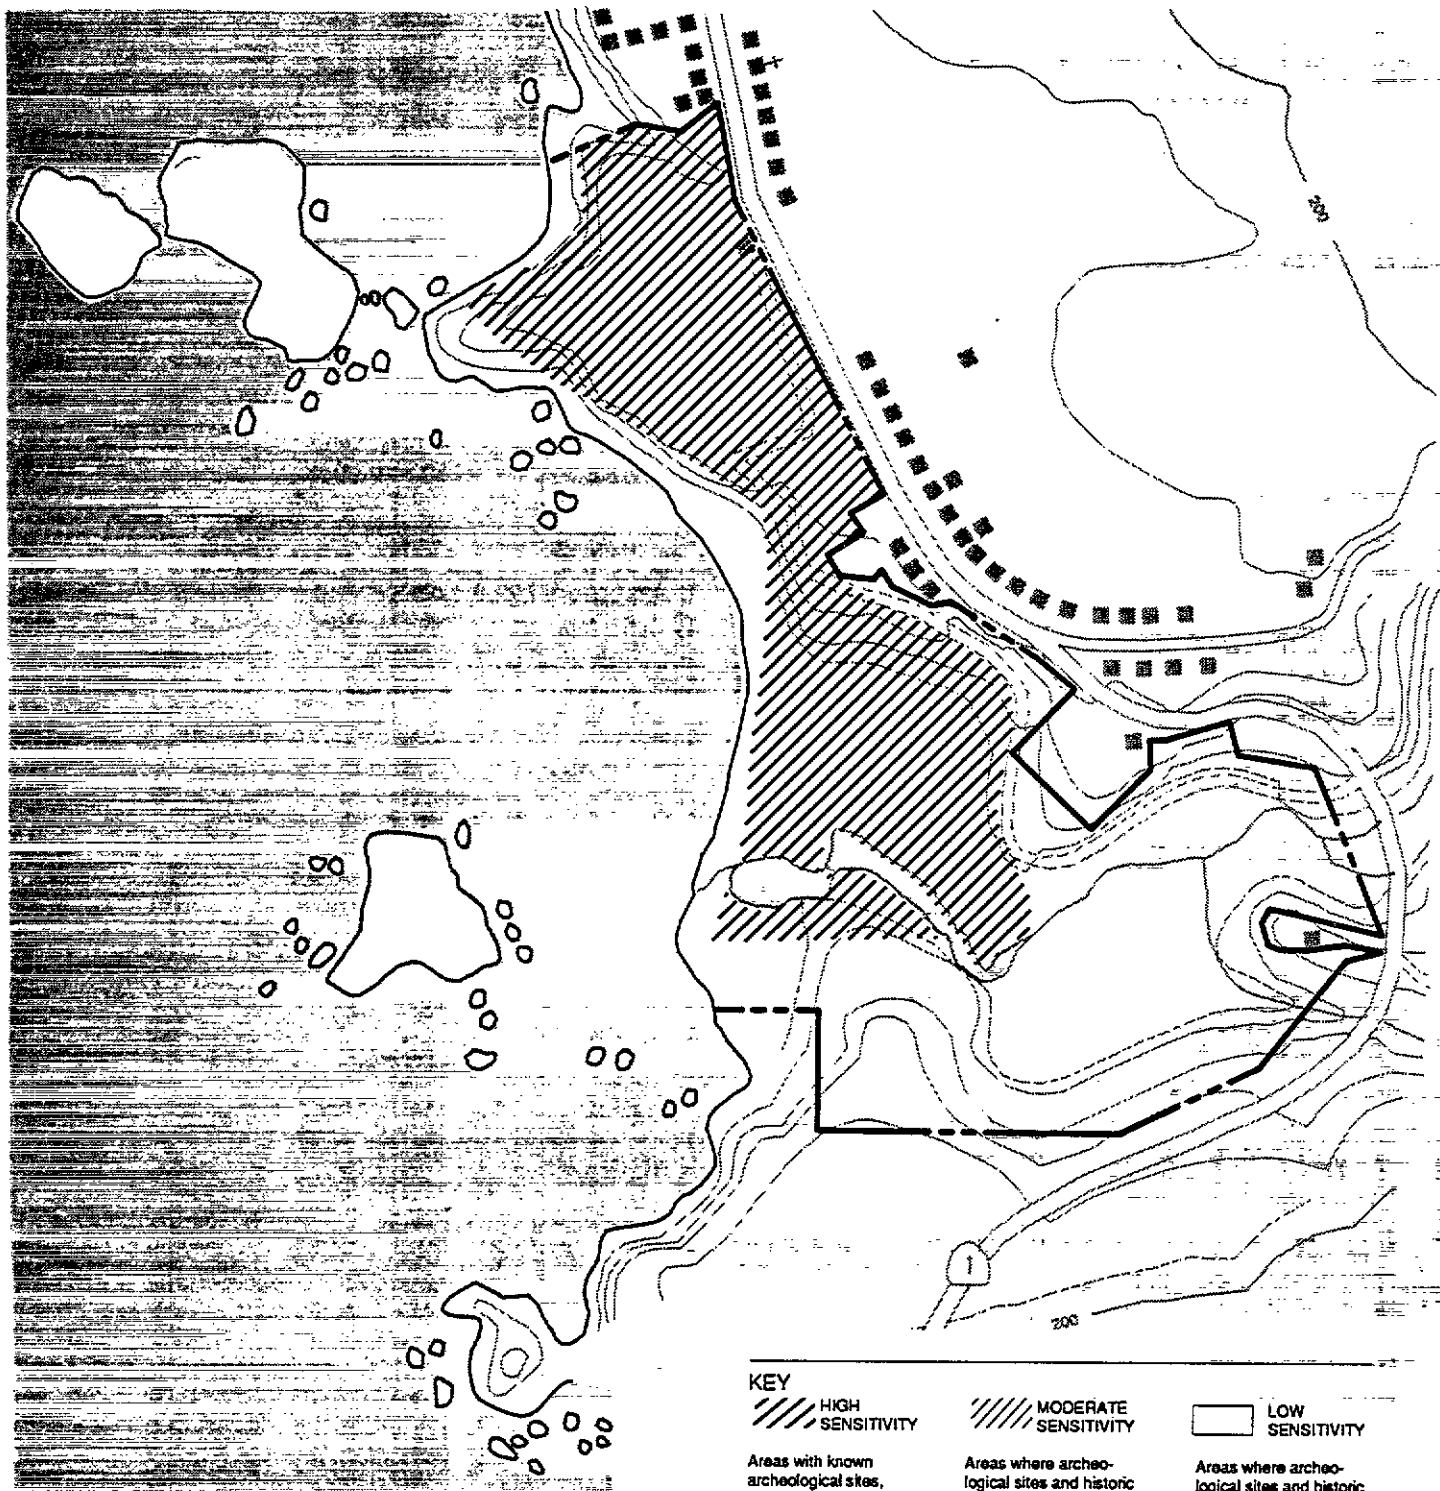 200
1
200
KEY
HIGH
SENSITIVITY
MODERATE
SENSITIVITY
LOW
SENSITIVITY
Areas with known
archeological sites,
Areas where archeo-
logical sites and historic
Areas where archeo-
logical sites and historic